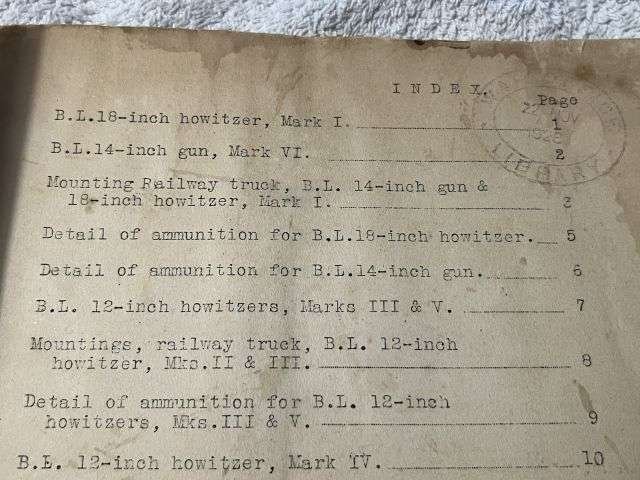 INDEX.
Page
B.L.18-inch howitzer, Mark I. 1
B.L.14-inch gun, Mark VI. 2
Mounting Railway truck, B.L. 14-inch gun &
18-inch howitzer, Mark I. 3
Detail of ammunition for B.L.18-inch howitzer. 5
Detail of ammunition for B.L.14-inch gun. 6
B.L. 12-inch howitzers, Marks III & V. 7
Mountings, railway truck, B.L. 12-inch
howitzer, Mks.II & III. 8
Detail of ammunition for B.L. 12-inch
howitzers, Mks.III & V. 9
B.L. 12-inch howitzer, Mark IV. 10
NOV
LIBRARY